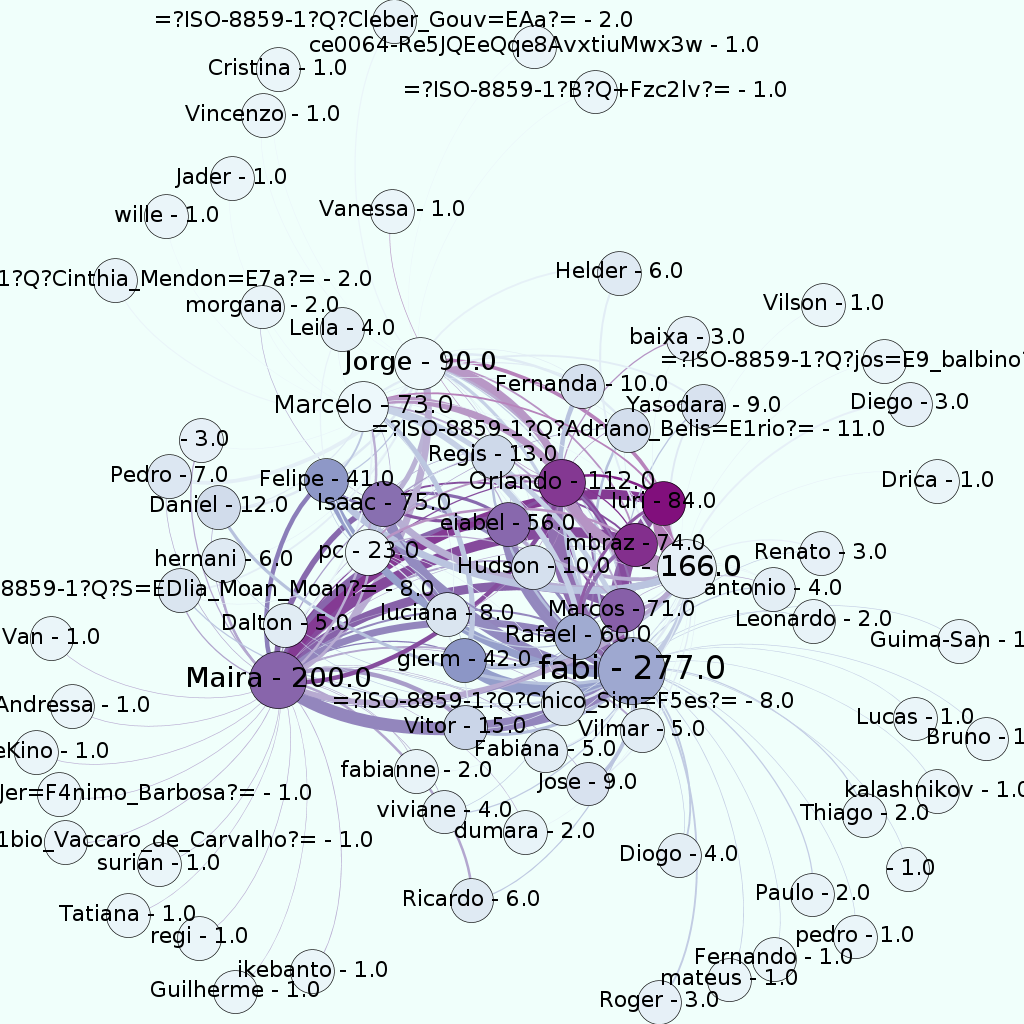 =?ISO-8859-1?Q?Cleber_Gouv=EAa?= - 2.0
ce0064-Re5JQEeQqe8AvxtiuMwx3w - 1.0
Cristina - 1.0
=?ISO-8859-1?B?Q+Fzc2lv?= - 1.0
Vincenzo - 1.0
Jader - 1.0
wille - 1.0
Vanessa - 1.0
Helder - 6.0
1?Q?Cinthia_Mendon=E7a?= - 2.0
morgana - 2.0
Vilson - 1.0
Leila - 4.0
baixa - 3.0
Jorge - 90.0
=?ISO-8859-1?Q?jos=E9_balbino?
Fernanda - 10.0
Marcelo - 73.0
Yasodara - 9.0
Diego - 3.0
=?ISO-8859-1?Q?Adriano_Belis=E1rio?= - 11.0
- 3.0
Regis - 13.0
Pedro - 7.0
Felipe - 41.0
Orlando - 112.0
Drica - 1.0
Daniel - 12.0
Isaac - 75.0
Iuri - 84.0
eiabel - 56.0
mbraz - 74.0
pc - 23.0
hernani - 6.0
Renato - 3.0
Hudson - 10.0
- 166.0
8859-1?Q?S=EDlia_Moan_Moan?= - 8.0
antonio - 4.0
luciana - 8.0
Marcos - 71.0
Leonardo - 2.0
Dalton - 5.0
Van - 1.0
Rafael - 60.0
Guima-San - 1
glerm - 42.0
fabi - 277.0
Maira - 200.0
=?ISO-8859-1?Q?Chico_Sim=F5es?= - 8.0
Andressa - 1.0
Lucas - 1.0
Vitor - 15.0
Vilmar - 5.0
Bruno - 1
eKino - 1.0
Fabiana - 5.0
fabianne - 2.0
Jose - 9.0
kalashnikov - 1.0
Jer=F4nimo_Barbosa?= - 1.0
viviane - 4.0
Thiago - 2.0
dumara - 2.0
1bio_Vaccaro_de_Carvalho?= - 1.0
Diogo - 4.0
surian - 1.0
- 1.0
Paulo - 2.0
Ricardo - 6.0
Tatiana - 1.0
regi - 1.0
pedro - 1.0
Fernando - 1.0
ikebanto - 1.0
mateus - 1.0
Guilherme - 1.0
Roger - 3.0